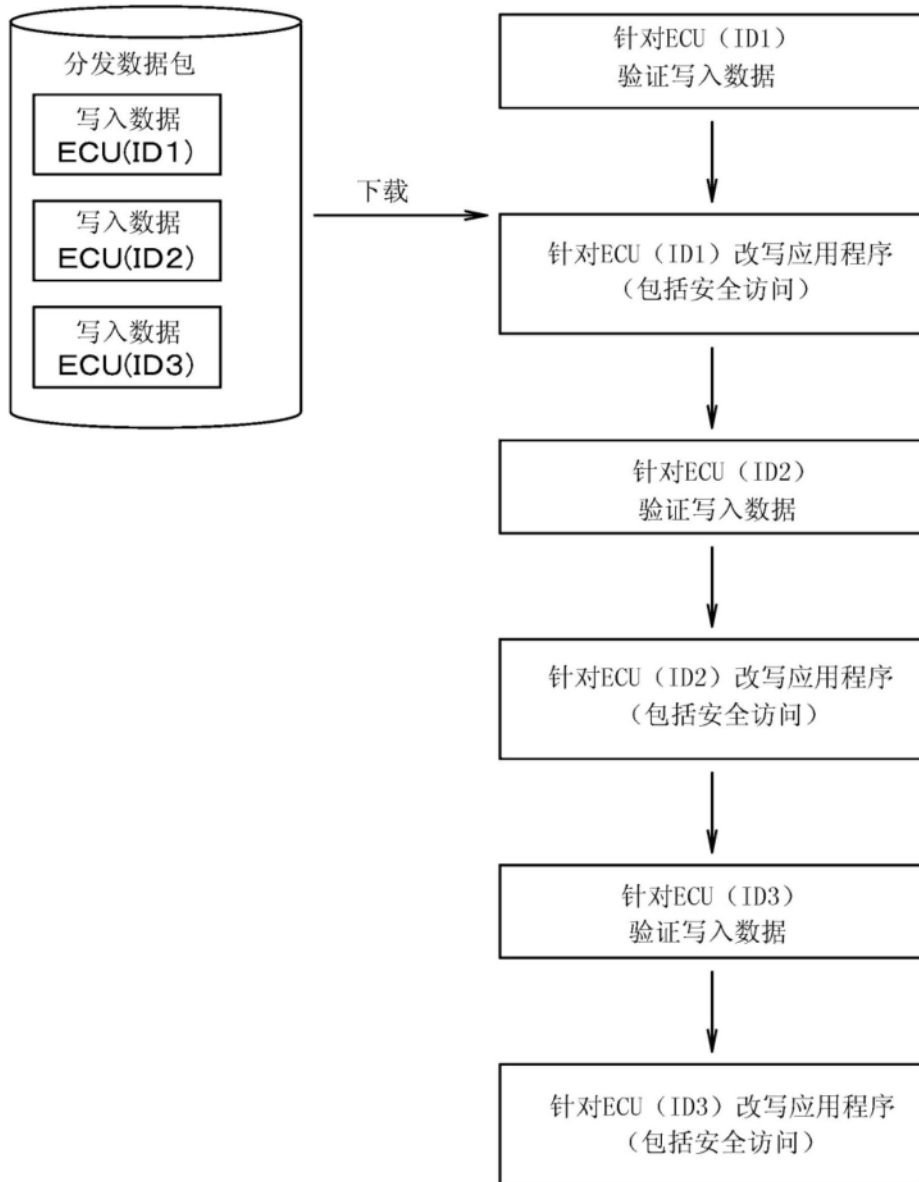 分发数据包
写入数据
ECU(ID1)
写入数据
ECU(ID2)
写入数据
ECU(ID3)
下载
针对ECU（ID1）
验证写入数据
针对ECU（ID1）改写应用程序
（包括安全访问）
针对ECU（ID2）
验证写入数据
针对ECU（ID2）改写应用程序
（包括安全访问）
针对ECU（ID3）
验证写入数据
针对ECU（ID3）改写应用程序
（包括安全访问）